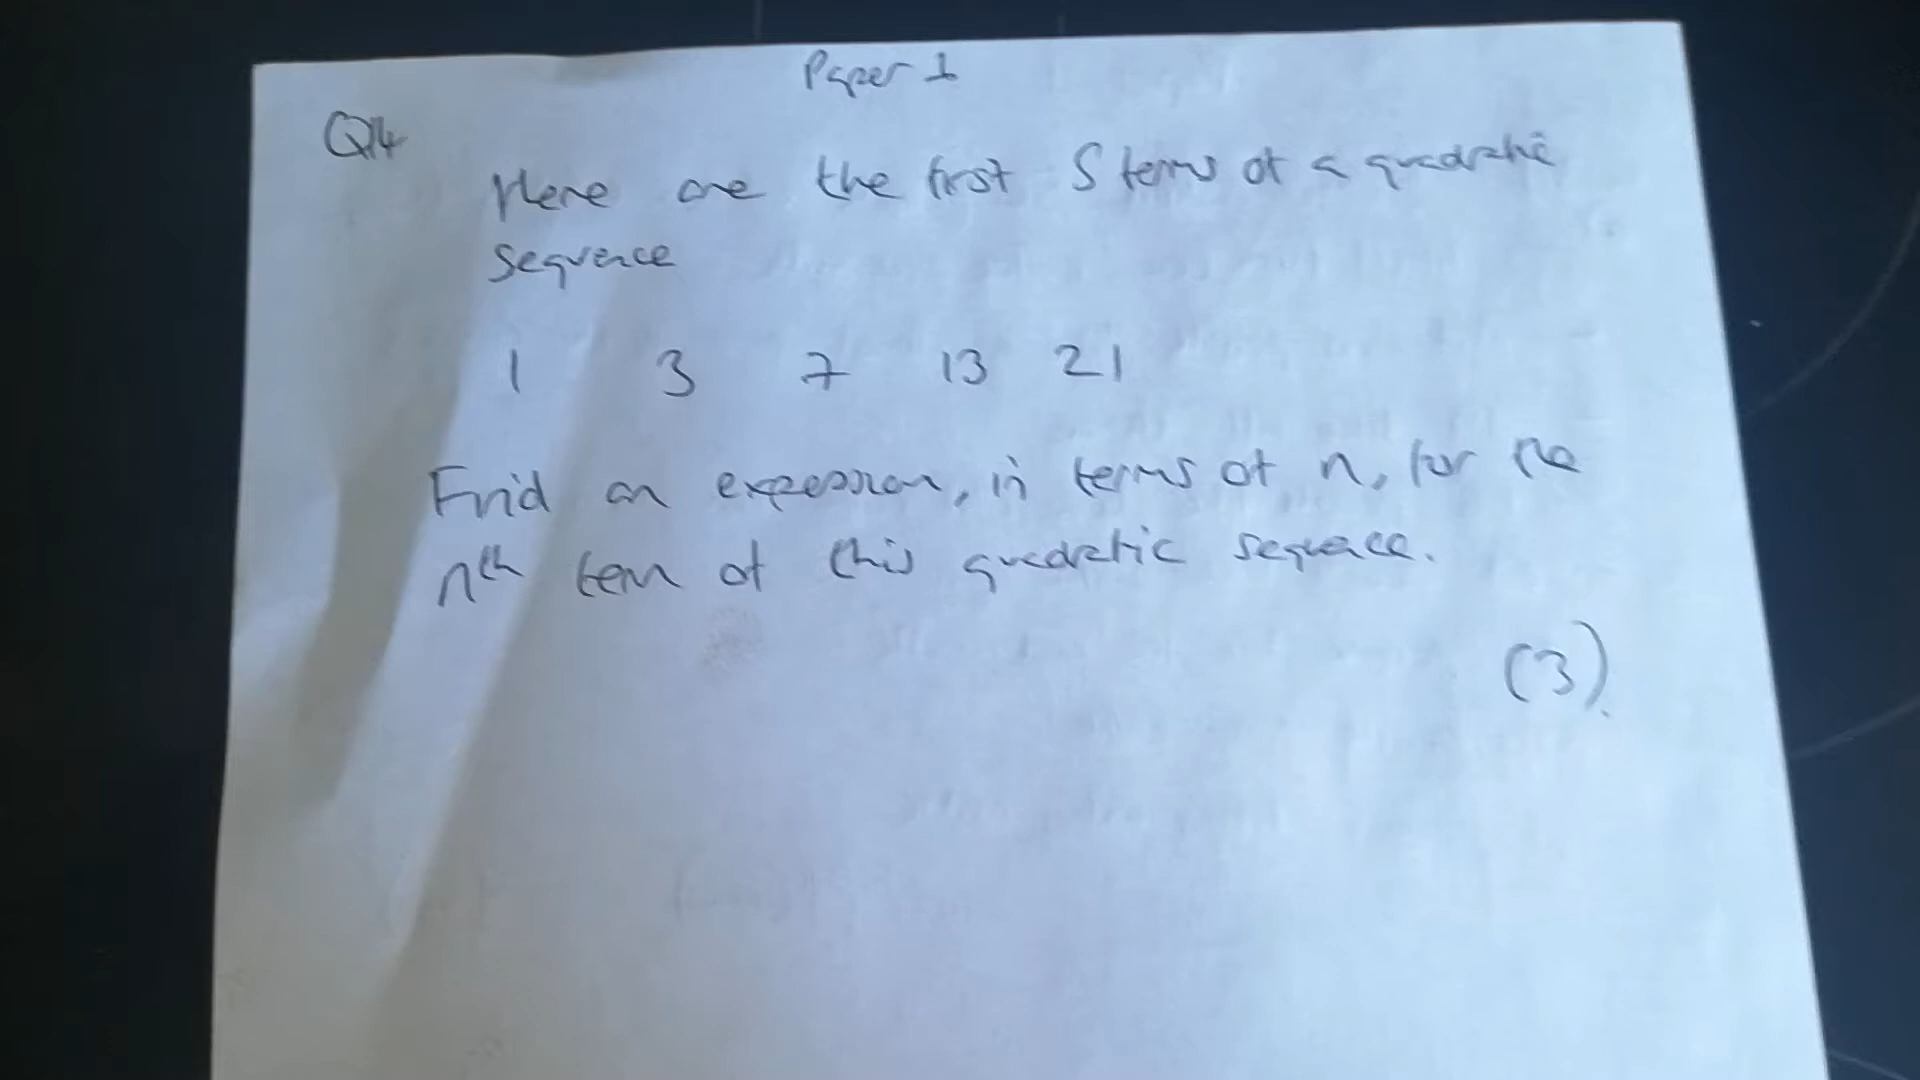 Paper 1
Q14
Here are the first 5 terms of a quadratic
sequence
1 3 7 13 21
Find an expression, in terms of n, for the
nth term of this quadratic sequence.
(3).